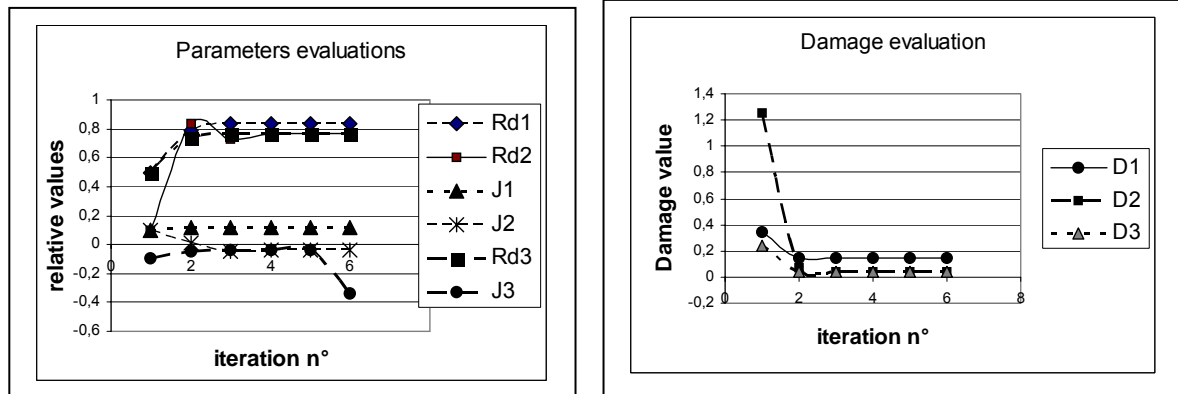 Parameters evaluations
relative values
1
0,8
0,6
0,4
0,2
0
-0,2
-0,4
-0,6
0 2 4 6
iteration n°
Rd1
Rd2
J1
J2
Rd3
J3
Damage evaluation
Damage value
1,4
1,2
1
0,8
0,6
0,4
0,2
0
-0,2
0 2 4 6 8
iteration n°
D1
D2
D3